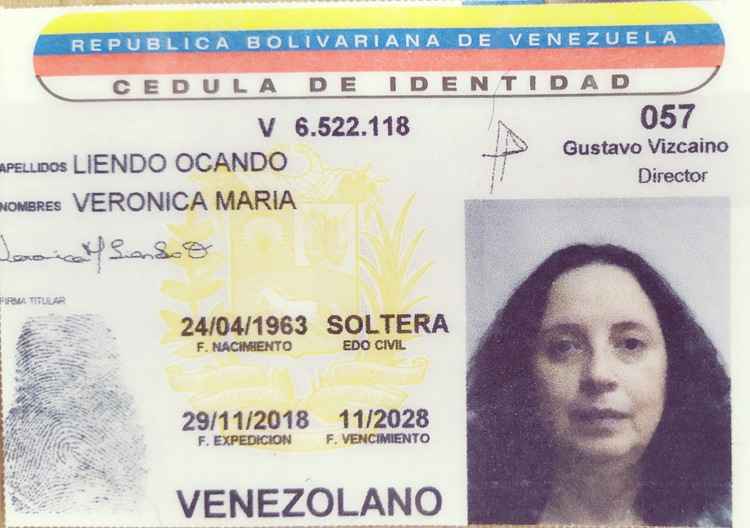 REPUBLICA BOLIVARIANA DE VENEZUELA
CEDULA DE IDENTIDAD
V 6.522.118
057
Gustavo Vizcaino
Director
APELLIDOS LIENDO OCANDO
NOMBRES VERONICA MARIA
Veronica M Liendo O
FIRMA TITULAR
24/04/1963 SOLTERA
F. NACIMIENTO EDO CIVIL
29/11/2018 11/2028
F. EXPEDICION F. VENCIMIENTO
VENEZOLANO